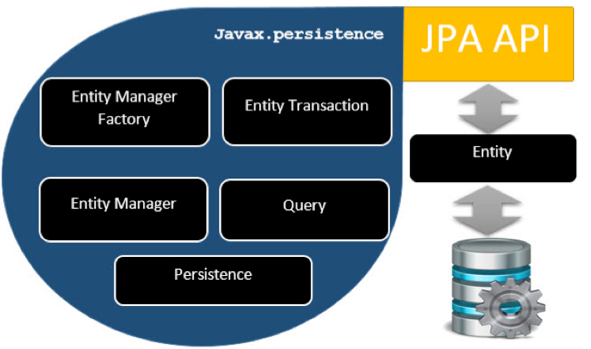 Javax.persistence
JPA API
Entity Manager
Factory
Entity Transaction
Entity
Entity Manager
Query
Persistence